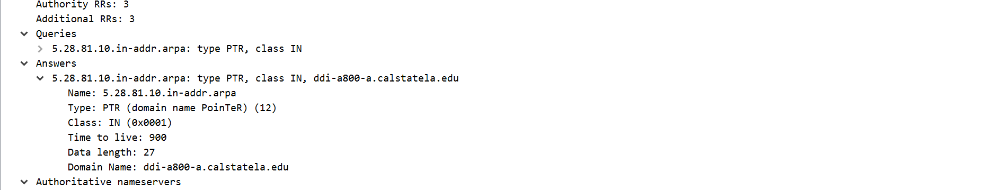 Authority RRs: 3
Additional RRs: 3
Queries
5.28.81.10.in-addr.arpa: type PTR, class IN
Answers
5.28.81.10.in-addr.arpa: type PTR, class IN, ddi-a800-a.calstatela.edu
Name: 5.28.81.10.in-addr.arpa
Type: PTR (domain name PoinTeR) (12)
Class: IN (0x0001)
Time to live: 900
Data length: 27
Domain Name: ddi-a800-a.calstatela.edu
Authoritative nameservers